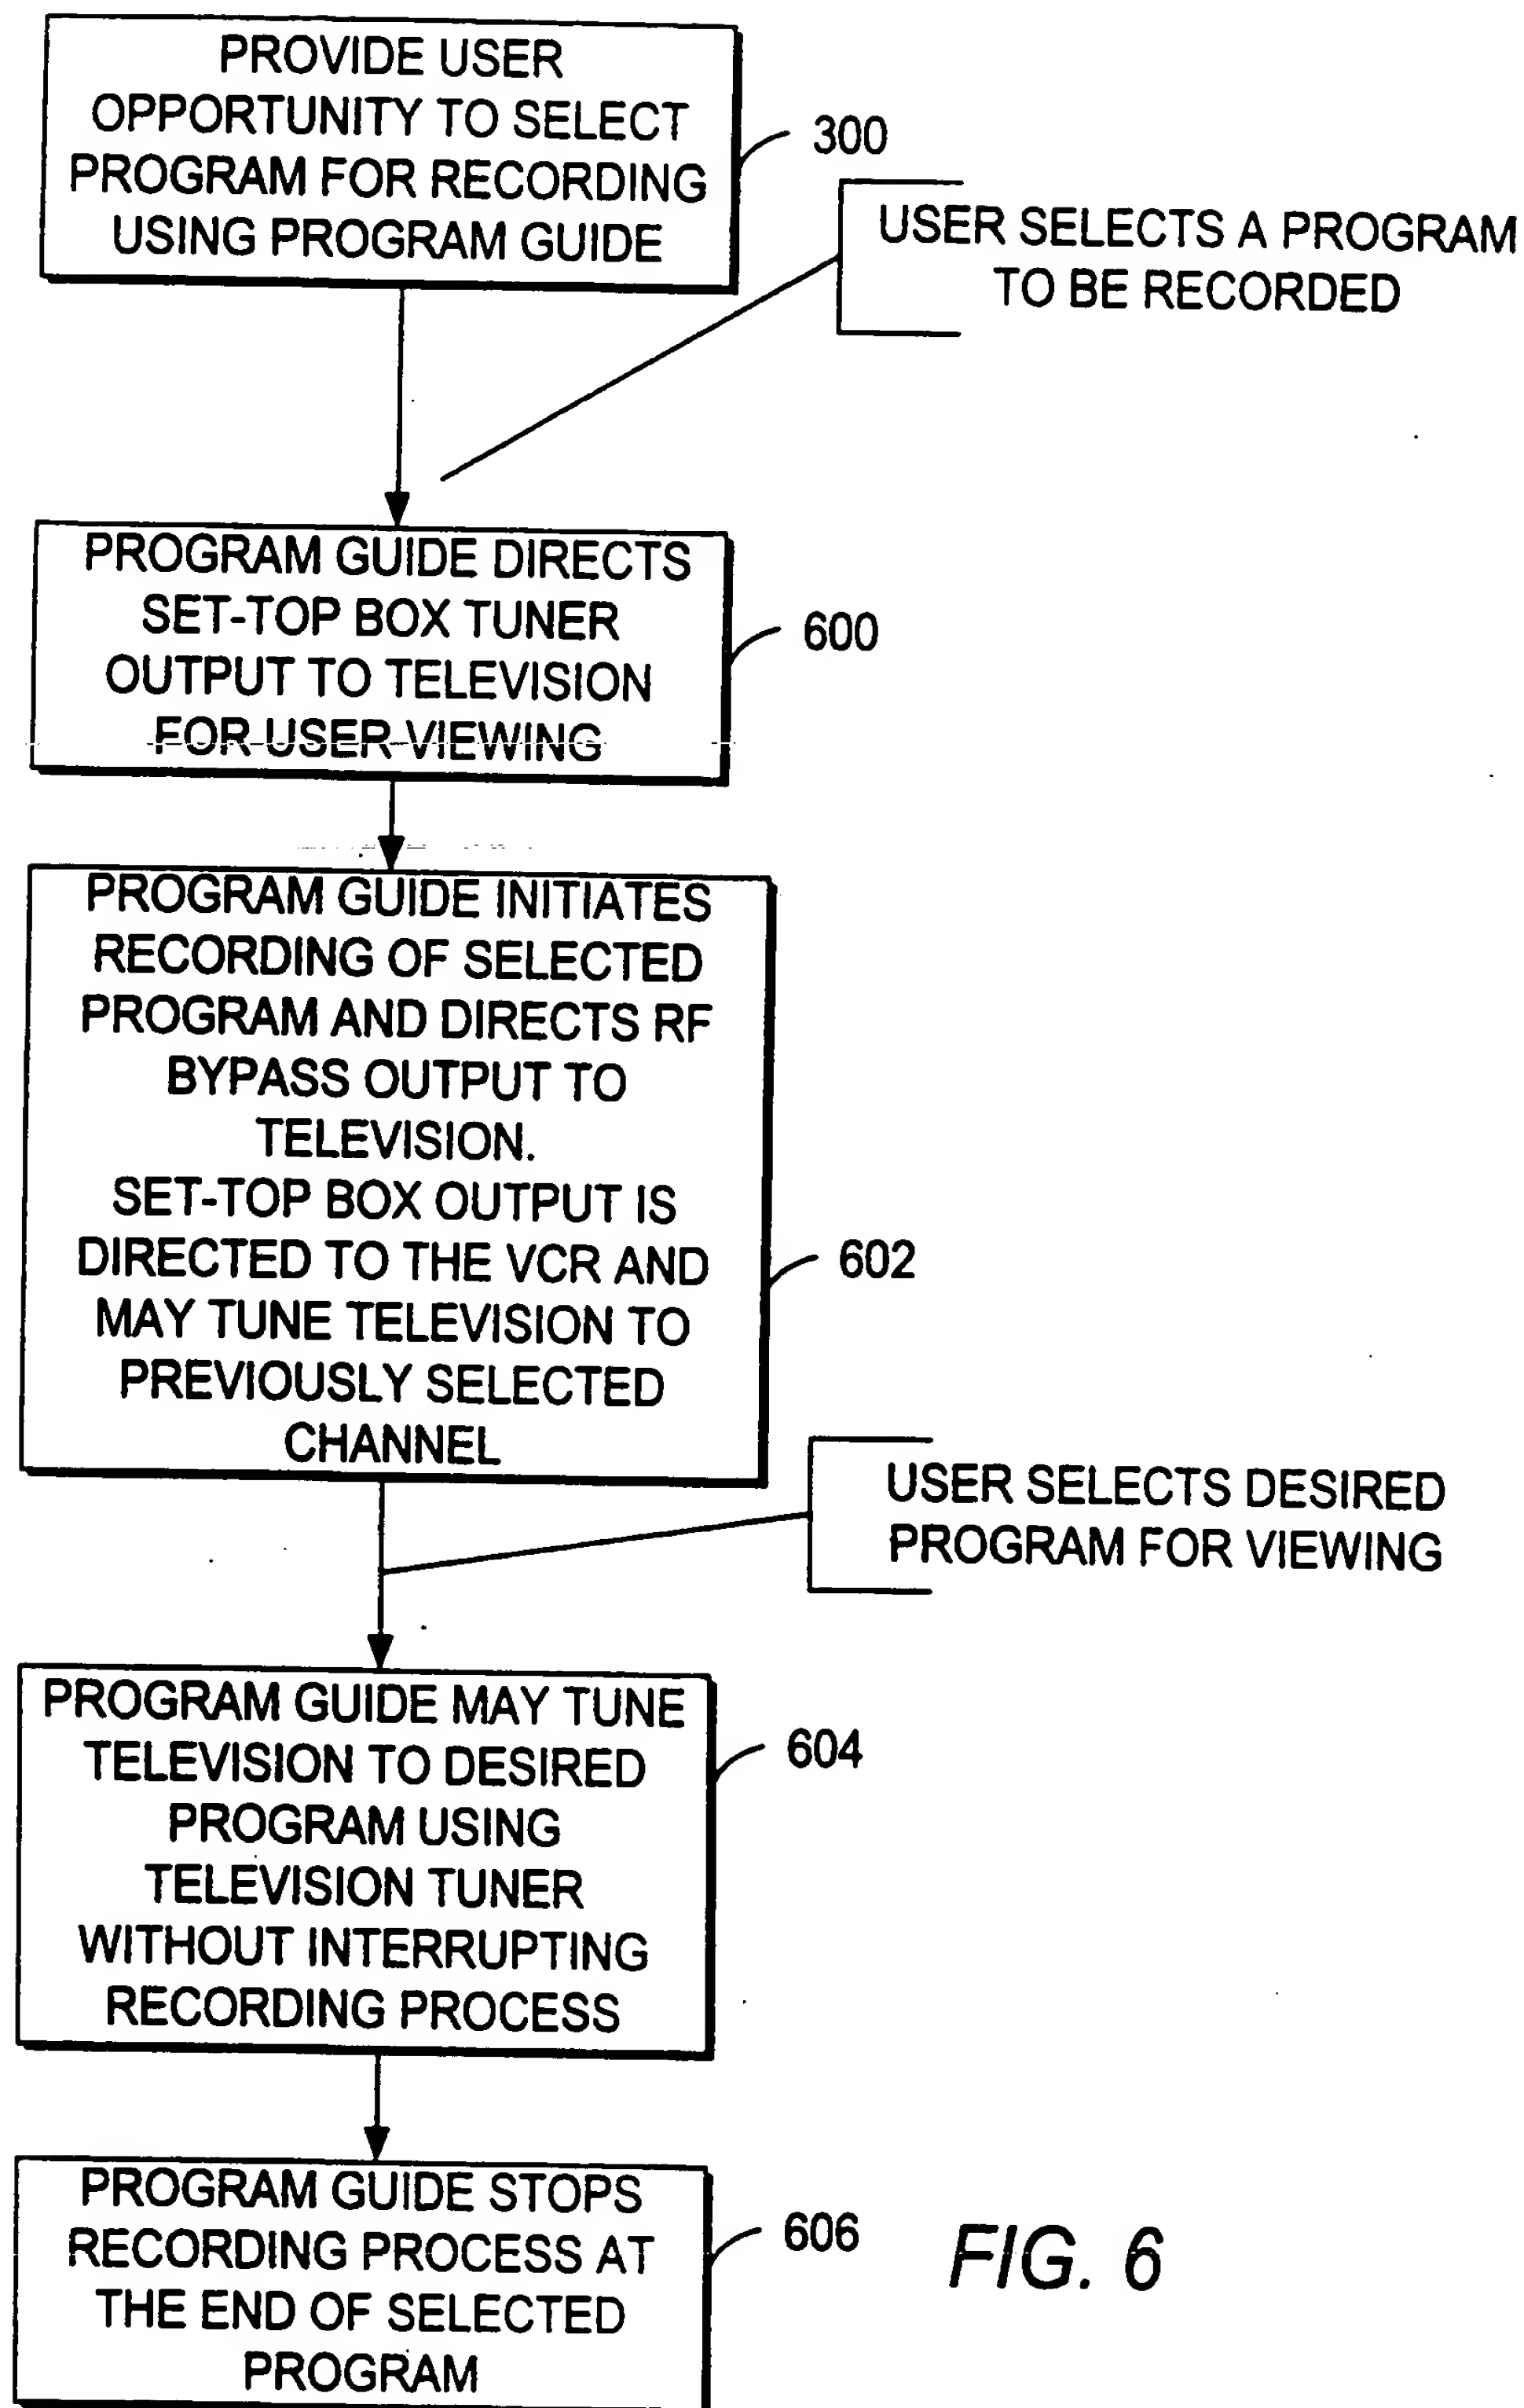 PROVIDE USER
OPPORTUNITY TO SELECT
PROGRAM FOR RECORDING
USING PROGRAM GUIDE
300
USER SELECTS A PROGRAM
TO BE RECORDED
PROGRAM GUIDE DIRECTS
SET-TOP BOX TUNER
OUTPUT TO TELEVISION
FOR USER VIEWING
600
PROGRAM GUIDE INITIATES
RECORDING OF SELECTED
PROGRAM AND DIRECTS RF
BYPASS OUTPUT TO
TELEVISION.
SET-TOP BOX OUTPUT IS
DIRECTED TO THE VCR AND
MAY TUNE TELEVISION TO
PREVIOUSLY SELECTED
CHANNEL
602
USER SELECTS DESIRED
PROGRAM FOR VIEWING
PROGRAM GUIDE MAY TUNE
TELEVISION TO DESIRED
PROGRAM USING
TELEVISION TUNER
WITHOUT INTERRUPTING
RECORDING PROCESS
604
PROGRAM GUIDE STOPS
RECORDING PROCESS AT
THE END OF SELECTED
PROGRAM
606
FIG. 6